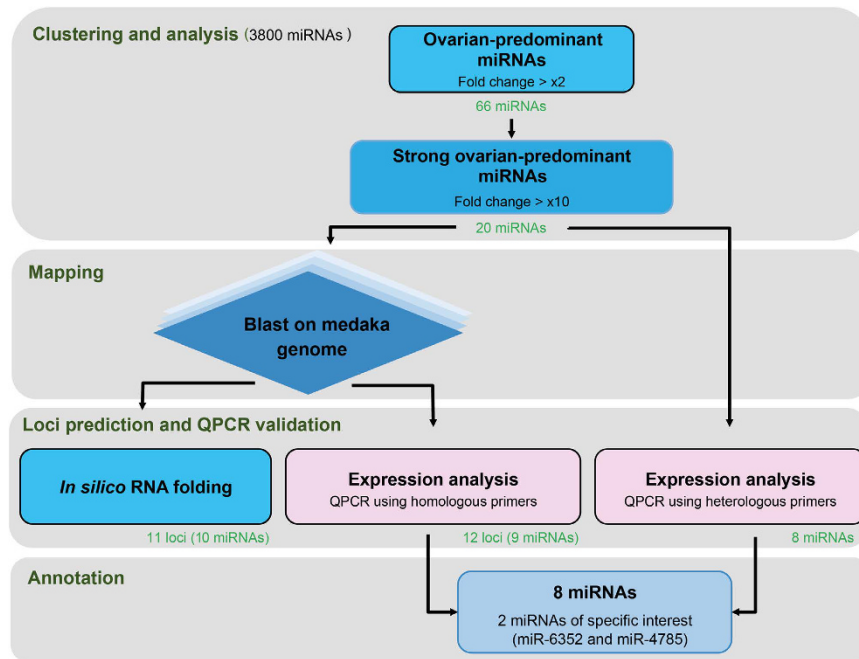 Clustering and analysis (3800 miRNAs )
Ovarian-predominant
miRNAs
Fold change > x2
66 miRNAs
Strong ovarian-predominant
miRNAs
Fold change > x10
20 miRNAs
Mapping
Blast on medaka
genome
Loci prediction and QPCR validation
In silico RNA folding
11 loci (10 miRNAs)
Expression analysis
QPCR using homologous primers
12 loci (9 miRNAs)
Expression analysis
QPCR using heterologous primers
8 miRNAs
Annotation
8 miRNAs
2 miRNAs of specific interest
(miR-6352 and miR-4785)